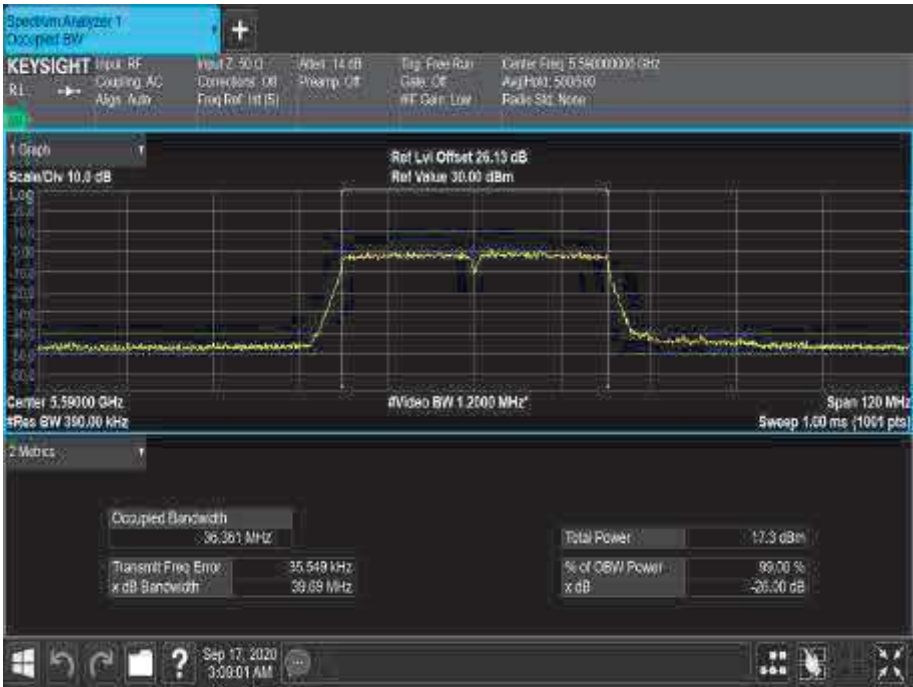 Spectrum Analyzer 1
Occupied BW
+
KEYSIGHT Input: RF Input Z: 50 Ω Atten: 14 dB Trig: Free Run Center Freq: 5.590000000 GHz
RL Coupling: AC Corrections: Off Preamp: Off Gate: Off Avg|Hold: 500/500
Align: Auto Freq Ref: Int (S) #IF Gain: Low Radio Std: None
1 Graph
Ref Lvl Offset 26.13 dB
Scale/Div 10.0 dB Ref Value 30.00 dBm
Log
Center 5.59000 GHz #Video BW 1.2000 MHz* Span 120 MHz
#Res BW 390.00 kHz Sweep 1.00 ms (1001 pts)
2 Metrics
Occupied Bandwidth
36.361 MHz Total Power 17.3 dBm
Transmit Freq Error 35.549 kHz % of OBW Power 99.00 %
x dB Bandwidth 39.69 MHz x dB -26.00 dB
? Sep 17, 2020
3:09:01 AM